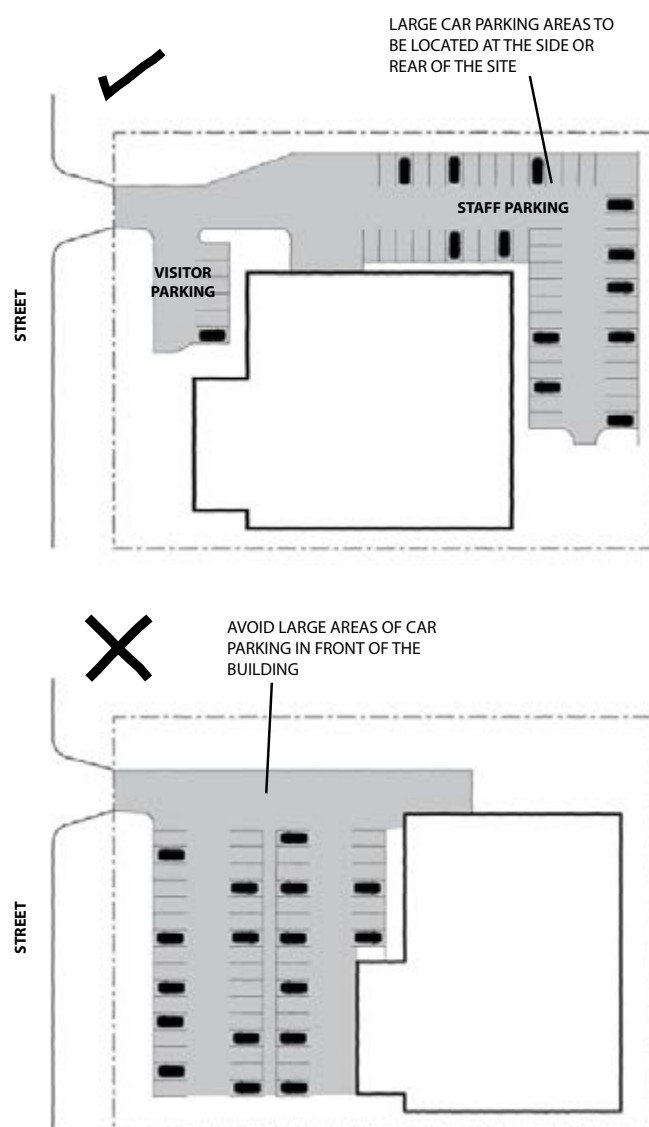 LARGE CAR PARKING AREAS TO
BE LOCATED AT THE SIDE OR
REAR OF THE SITE
STAFF PARKING
VISITOR
PARKING
STREET
AVOID LARGE AREAS OF CAR
PARKING IN FRONT OF THE
BUILDING
STREET